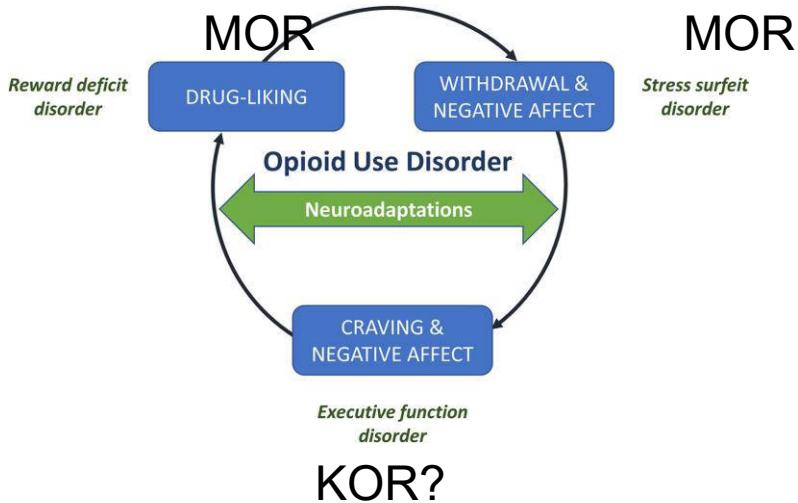 MOR
MOR
Reward deficit
disorder
DRUG-LIKING
WITHDRAWAL &
NEGATIVE AFFECT
Stress surfeit
disorder
Opioid Use Disorder
Neuroadaptations
CRAVING &
NEGATIVE AFFECT
Executive function
disorder
KOR?